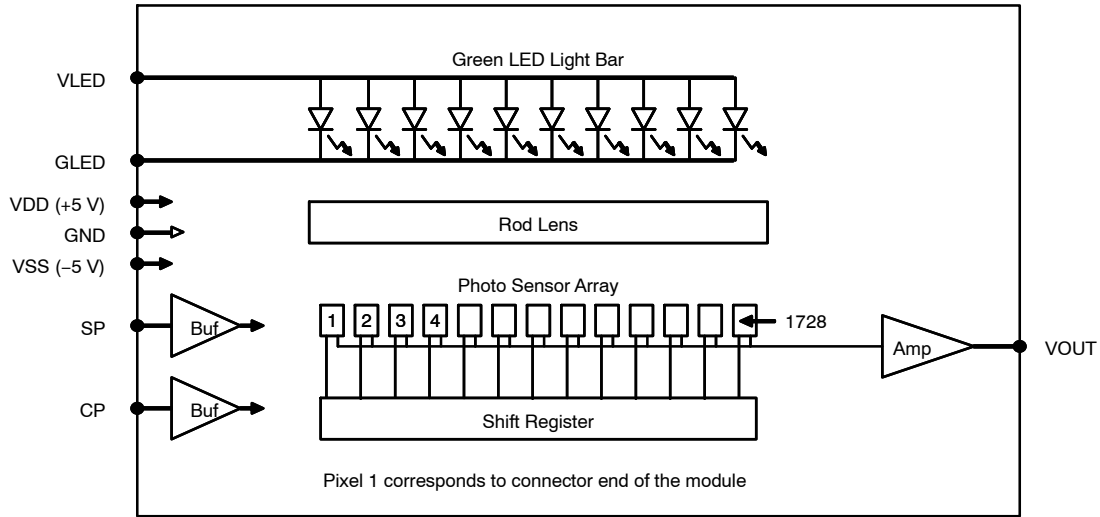 Green LED Light Bar
VLED
GLED
VDD (+5 V)
GND
VSS (−5 V)
Rod Lens
Photo Sensor Array
SP
Buf
1 2 3 4
1728
Amp
VOUT
CP
Buf
Shift Register
Pixel 1 corresponds to connector end of the module